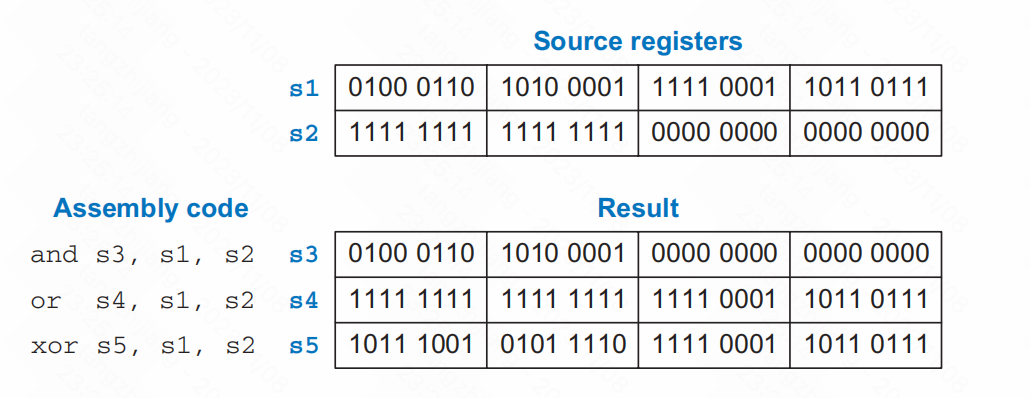 Source registers
s1 0100 0110 1010 0001 1111 0001 1011 0111
s2 1111 1111 1111 1111 0000 0000 0000 0000
Assembly code Result
and s3, s1, s2 s3 0100 0110 1010 0001 0000 0000 0000 0000
or s4, s1, s2 s4 1111 1111 1111 1111 1111 0001 1011 0111
xor s5, s1, s2 s5 1011 1001 0101 1110 1111 0001 1011 0111